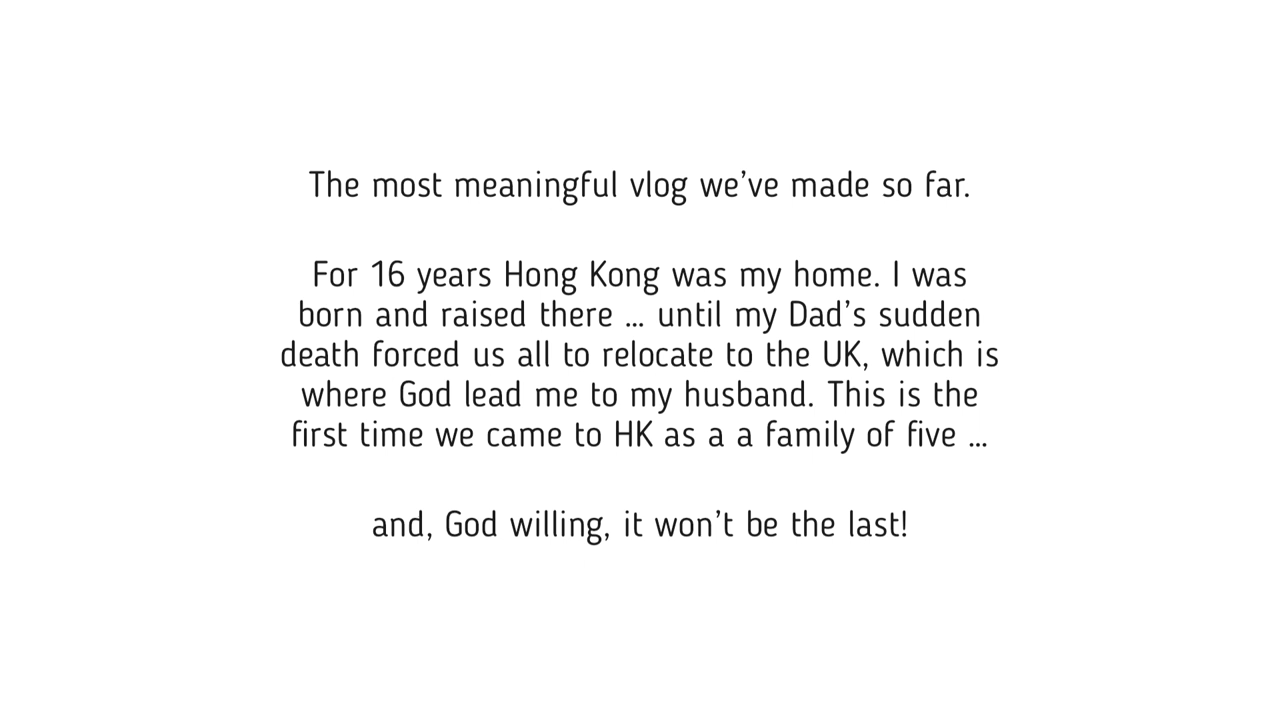 The most meaningful vlog we’ve made so far.
For 16 years Hong Kong was my home. I was
born and raised there ... until my Dad’s sudden
death forced us all to relocate to the UK, which is
where God lead me to my husband. This is the
first time we came to HK as a a family of five ...
and, God willing, it won’t be the last!